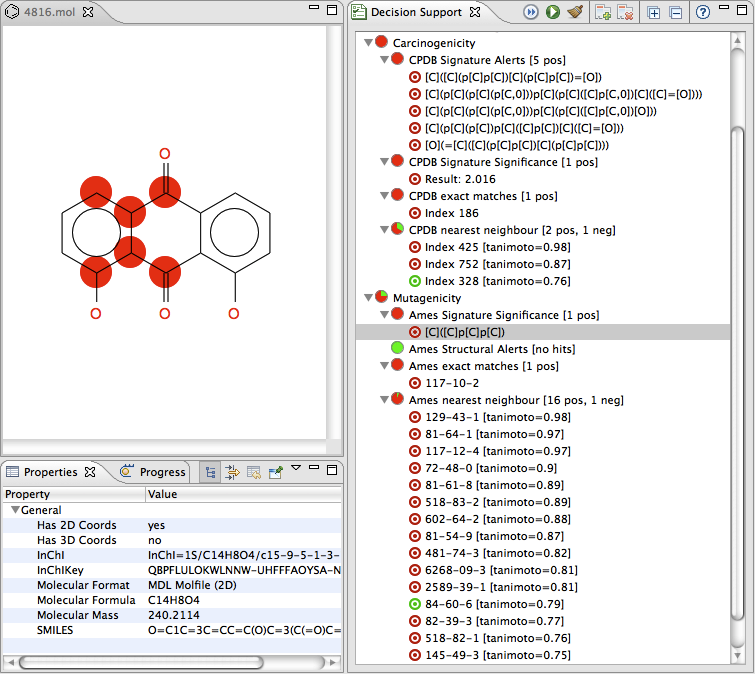 4816.mol
O
O
O
O
Properties
Progress
Property Value
General
Has 2D Coords yes
Has 3D Coords no
InChI InChI=1S/C14H8O4/c15-9-5-1-3-
InChIKey QBPFLULOKWLNNW-UHFFFAOYSA-N
Molecular Format MDL Molfile (2D)
Molecular Formula C14H8O4
Molecular Mass 240.2114
SMILES O=C1C=3C=CC=C(O)C=3(C(=O)C=
Decision Support
Carcinogenicity
CPDB Signature Alerts [5 pos]
[C]([C](p[C]p[C])[C](p[C]p[C])=[O])
[C](p[C](p[C](p[C,0]))p[C](p[C]([C]p[C,0])[C]([C]=[O])))
[C](p[C](p[C](p[C,0]))p[C](p[C]([C]p[C,0])[O]))
[C](p[C](p[C])p[C]([C]p[C])[C]([C]=[O]))
[O](=[C]([C](p[C]p[C])[C](p[C]p[C])))
CPDB Signature Significance [1 pos]
Result: 2.016
CPDB exact matches [1 pos]
Index 186
CPDB nearest neighbour [2 pos, 1 neg]
Index 425 [tanimoto=0.98]
Index 752 [tanimoto=0.87]
Index 328 [tanimoto=0.76]
Mutagenicity
Ames Signature Significance [1 pos]
[C]([C]p[C]p[C])
Ames Structural Alerts [no hits]
Ames exact matches [1 pos]
117-10-2
Ames nearest neighbour [16 pos, 1 neg]
129-43-1 [tanimoto=0.98]
81-64-1 [tanimoto=0.97]
117-12-4 [tanimoto=0.97]
72-48-0 [tanimoto=0.9]
81-61-8 [tanimoto=0.89]
518-83-2 [tanimoto=0.89]
602-64-2 [tanimoto=0.88]
81-54-9 [tanimoto=0.87]
481-74-3 [tanimoto=0.82]
6268-09-3 [tanimoto=0.81]
2589-39-1 [tanimoto=0.81]
84-60-6 [tanimoto=0.79]
82-39-3 [tanimoto=0.77]
518-82-1 [tanimoto=0.76]
145-49-3 [tanimoto=0.75]